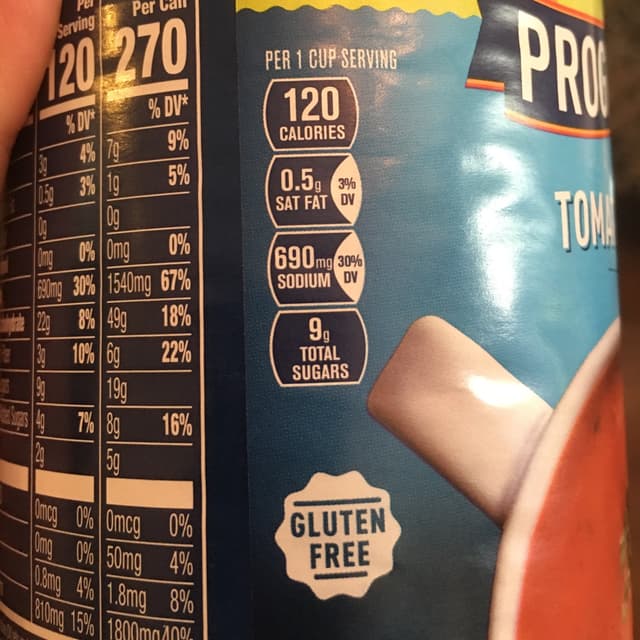 Per
Serving
Per Can
120 270
% DV* % DV*
3g 4% 7g 9%
0.5g 3% 1g 5%
0g 0g
0mg 0% 0mg 0%
690mg 30% 1540mg 67%
22g 8% 49g 18%
3g 10% 6g 22%
9g 19g
4g 7% 8g 16%
2g 5g
0mcg 0% 0mcg 0%
0mg 0% 50mg 4%
0.8mg 4% 1.8mg 8%
810mg 15% 1800mg 40%
PER 1 CUP SERVING
120
CALORIES
0.5g
SAT FAT
3%
DV
690mg
SODIUM
30%
DV
9g
TOTAL
SUGARS
GLUTEN
FREE
PROG
TOMA